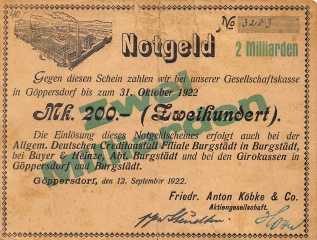 No 3203
Notgeld
2 Milliarden
Gegen diesen Schein zahlen wir bei unserer Gesellschaftskasse
in Göppersdorf bis zum 31. Oktober 1922
Mk. 200.- (Zweihundert).
Zwei
Milliarden
Die Einlösung dieses Notgeldscheines erfolgt auch bei der
Allgem. Deutschen Creditanstalt Filiale Burgstädt in Burgstädt,
bei Bayer & Heinze, Abt. Burgstädt und bei den Girokassen in
Göppersdorf und Burgstädt.
Göppersdorf, den 12. September 1922.
Friedr. Anton Köbke & Co.
Aktiengesellschaft.